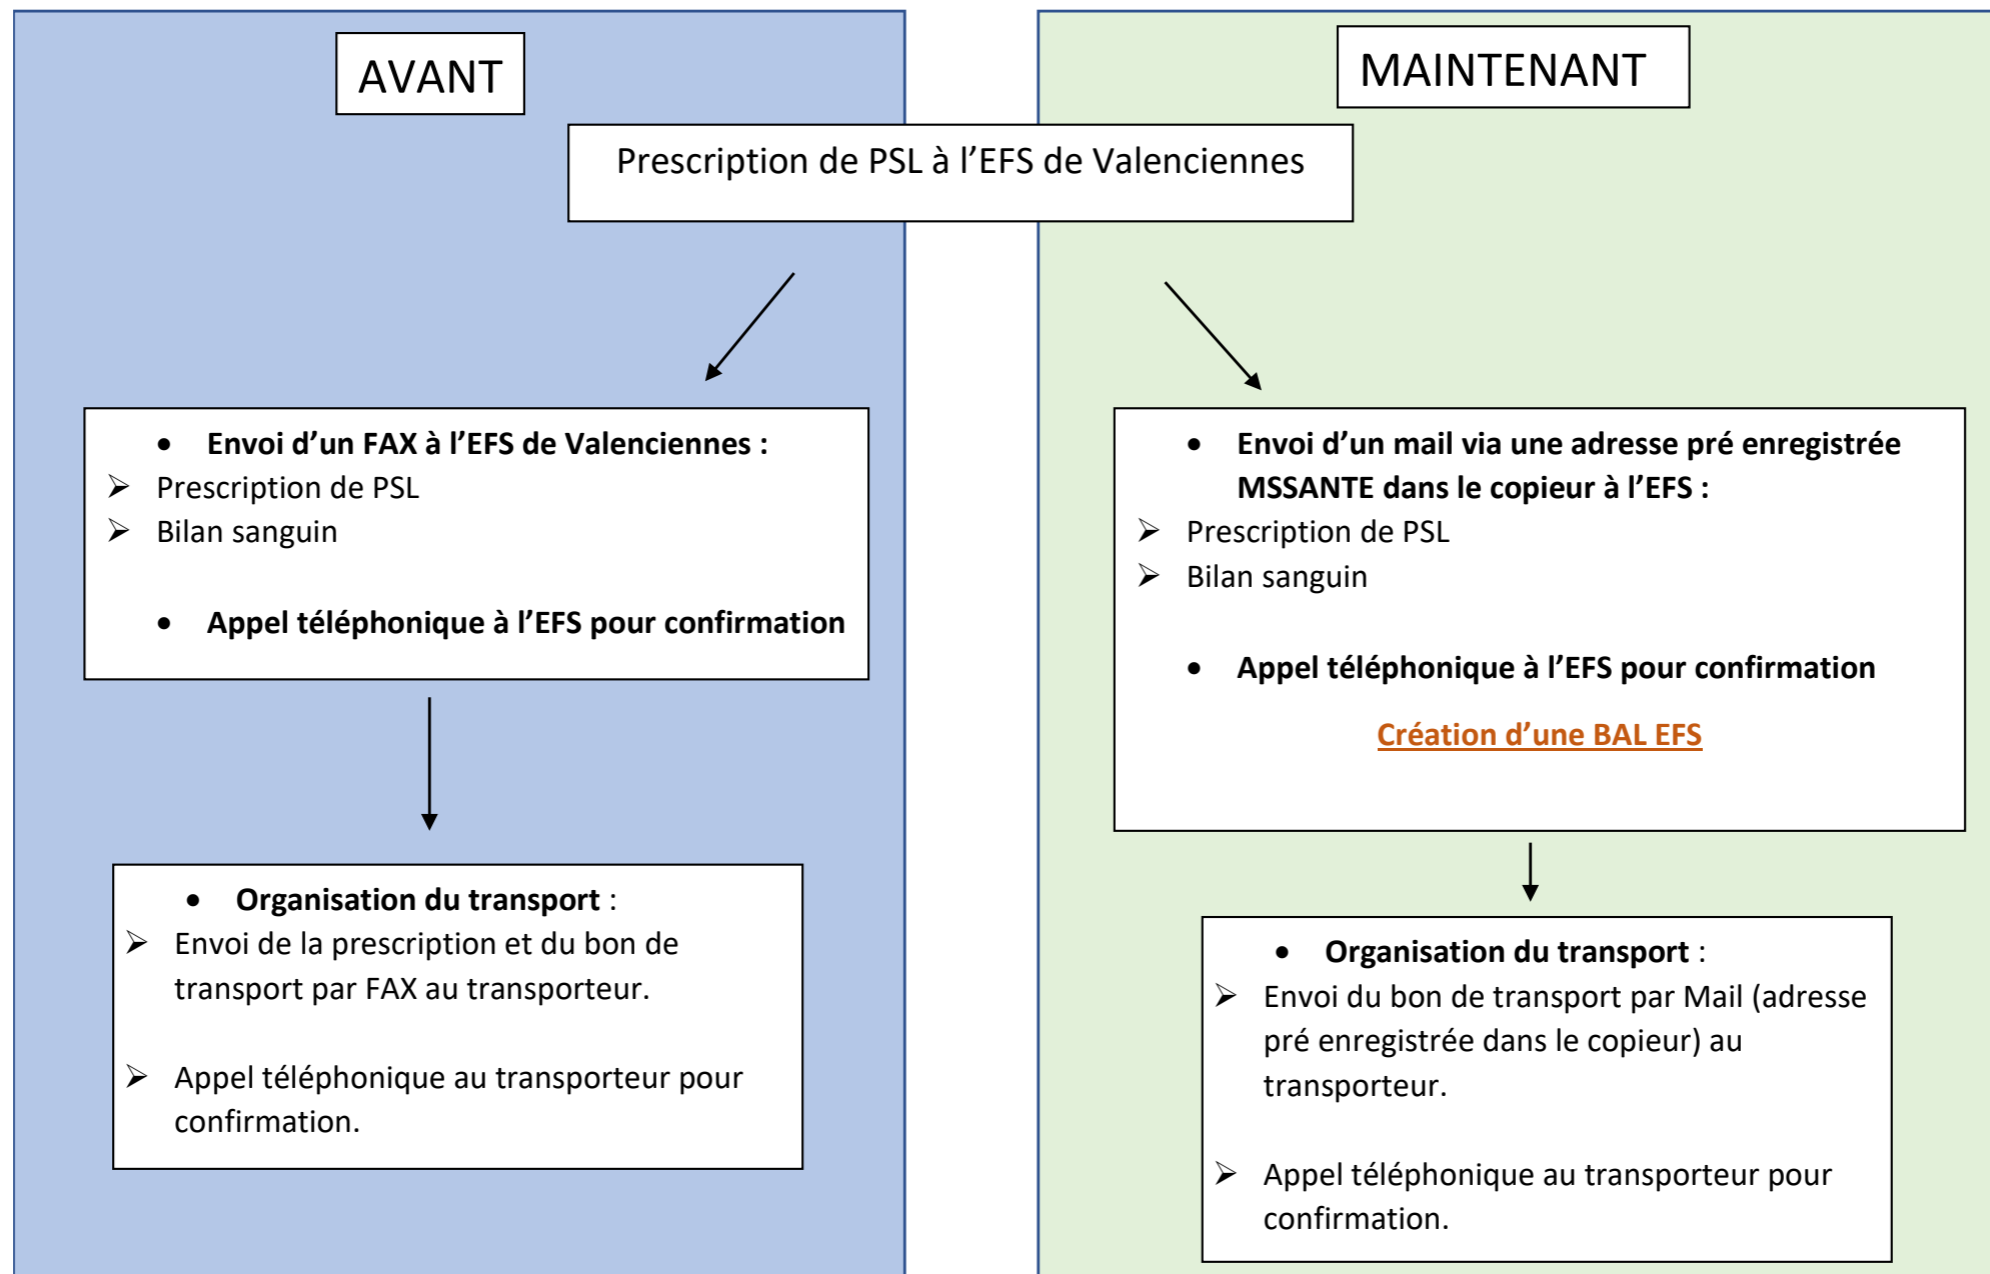 AVANT
MAINTENANT
Prescription de PSL à l’EFS de Valenciennes
• Envoi d’un FAX à l’EFS de Valenciennes :
➢ Prescription de PSL
➢ Bilan sanguin
• Appel téléphonique à l’EFS pour confirmation
• Organisation du transport :
➢ Envoi de la prescription et du bon de
transport par FAX au transporteur.
➢ Appel téléphonique au transporteur pour
confirmation.
• Envoi d’un mail via une adresse pré enregistrée
MSSANTE dans le copieur à l’EFS :
➢ Prescription de PSL
➢ Bilan sanguin
• Appel téléphonique à l’EFS pour confirmation
Création d’une BAL EFS
• Organisation du transport :
➢ Envoi du bon de transport par Mail (adresse
pré enregistrée dans le copieur) au
transporteur.
➢ Appel téléphonique au transporteur pour
confirmation.